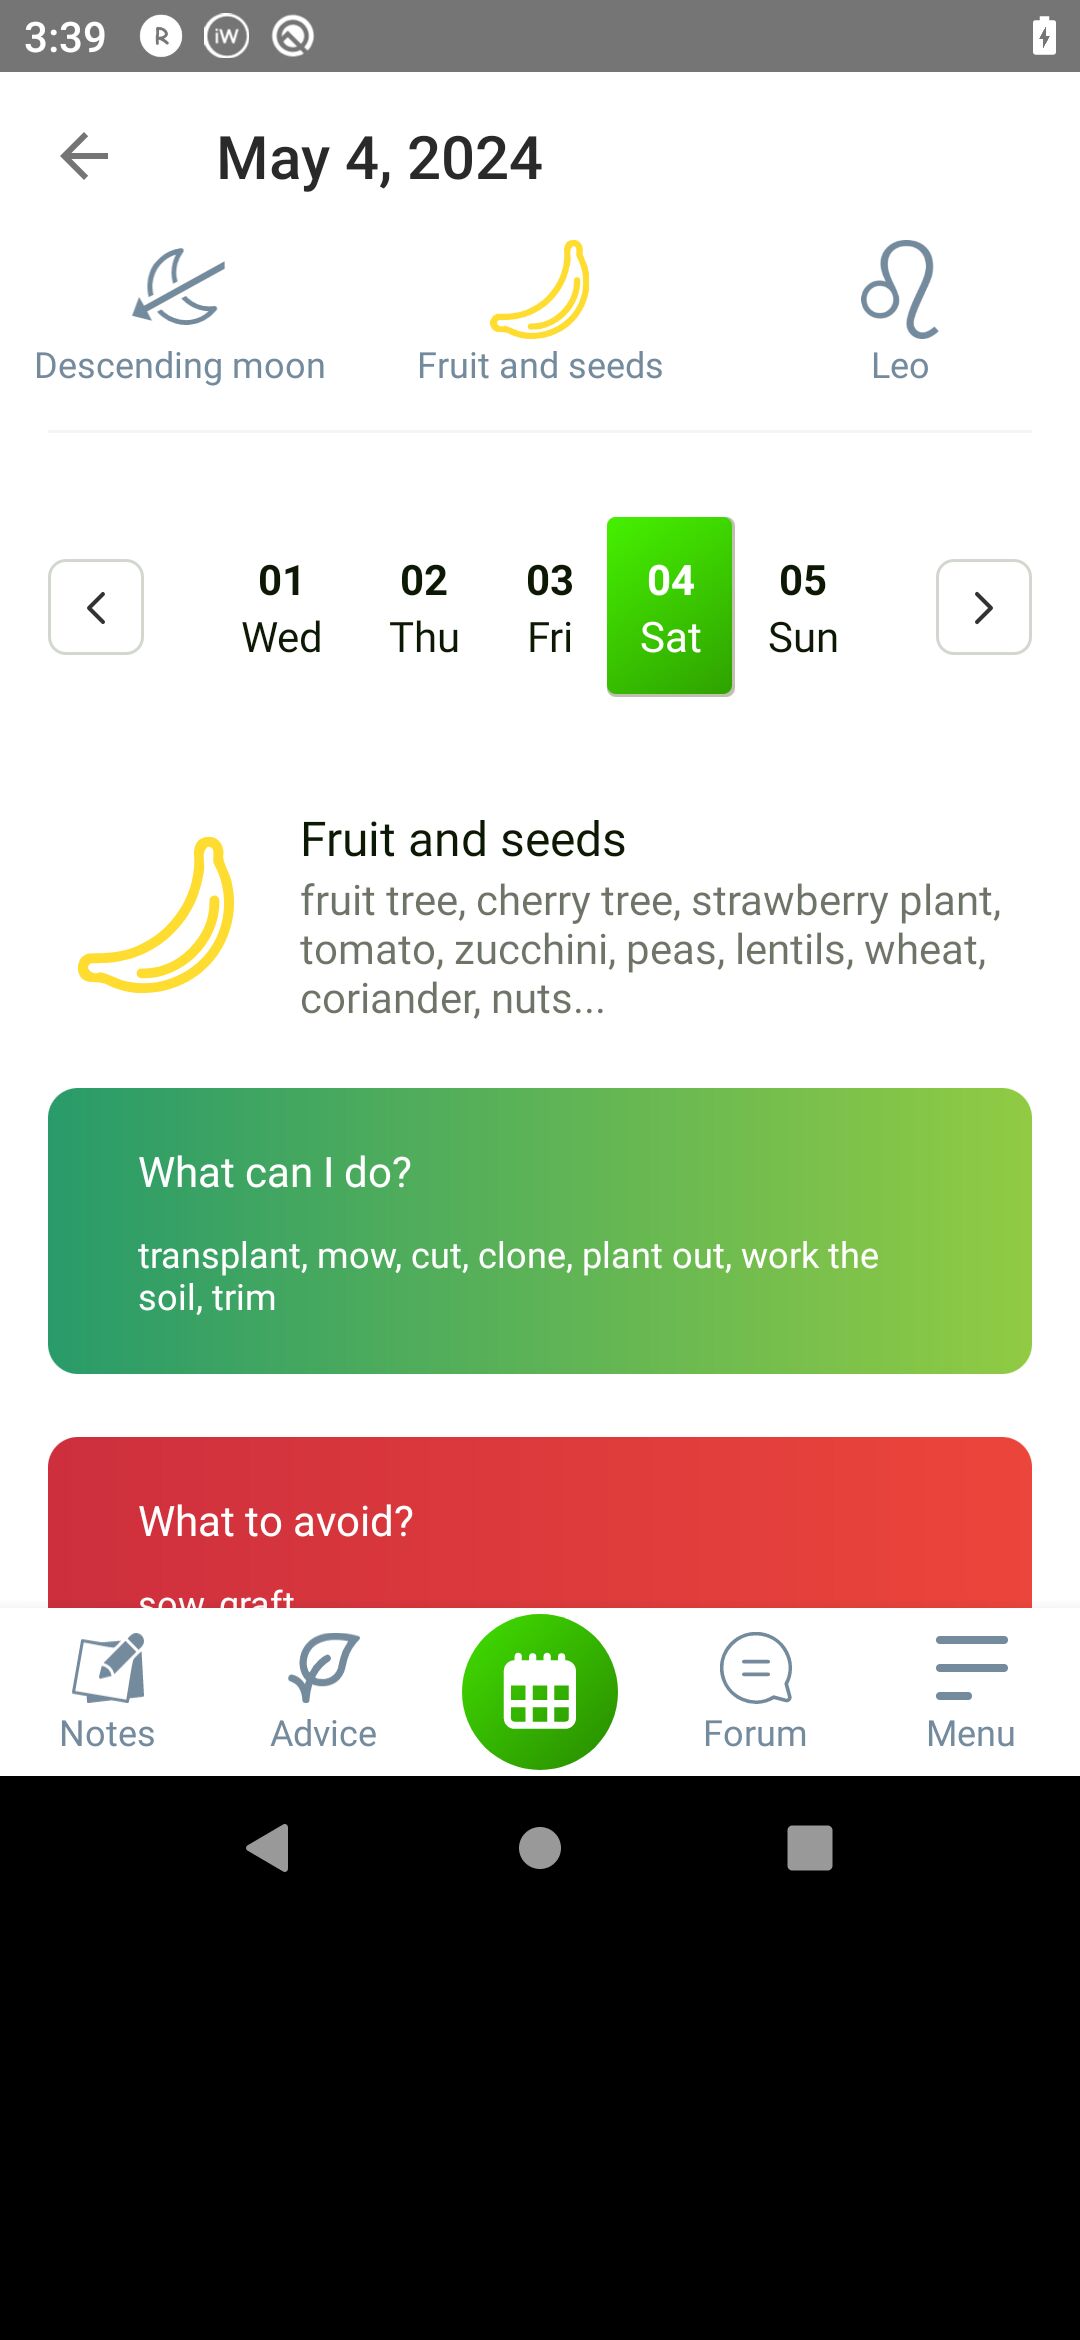 3:39
R
iW
May 4, 2024
Descending moon
Fruit and seeds
Leo
01 02 03 04 05
Wed Thu Fri Sat Sun
Fruit and seeds
fruit tree, cherry tree, strawberry plant,
tomato, zucchini, peas, lentils, wheat,
coriander, nuts...
What can I do?
transplant, mow, cut, clone, plant out, work the
soil, trim
What to avoid?
sow, graft
Notes
Advice
Forum
Menu